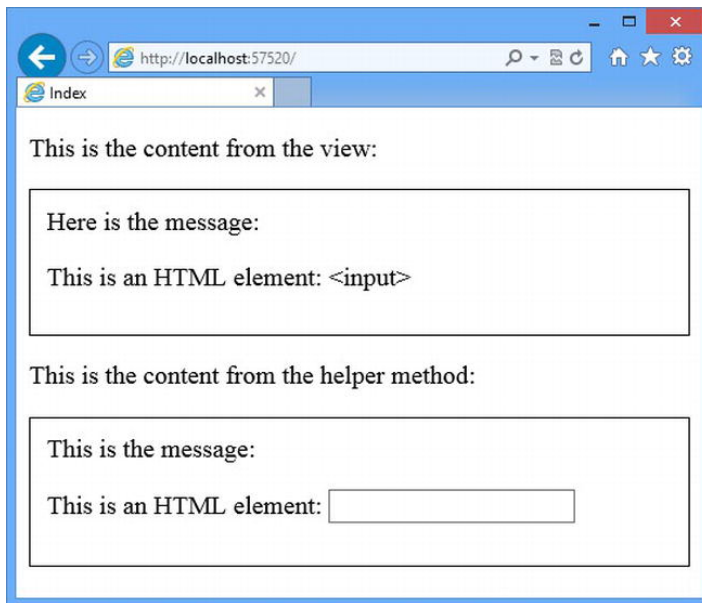 http://localhost:57520/
Index
This is the content from the view:
Here is the message:
This is an HTML element: <input>
This is the content from the helper method:
This is the message:
This is an HTML element: